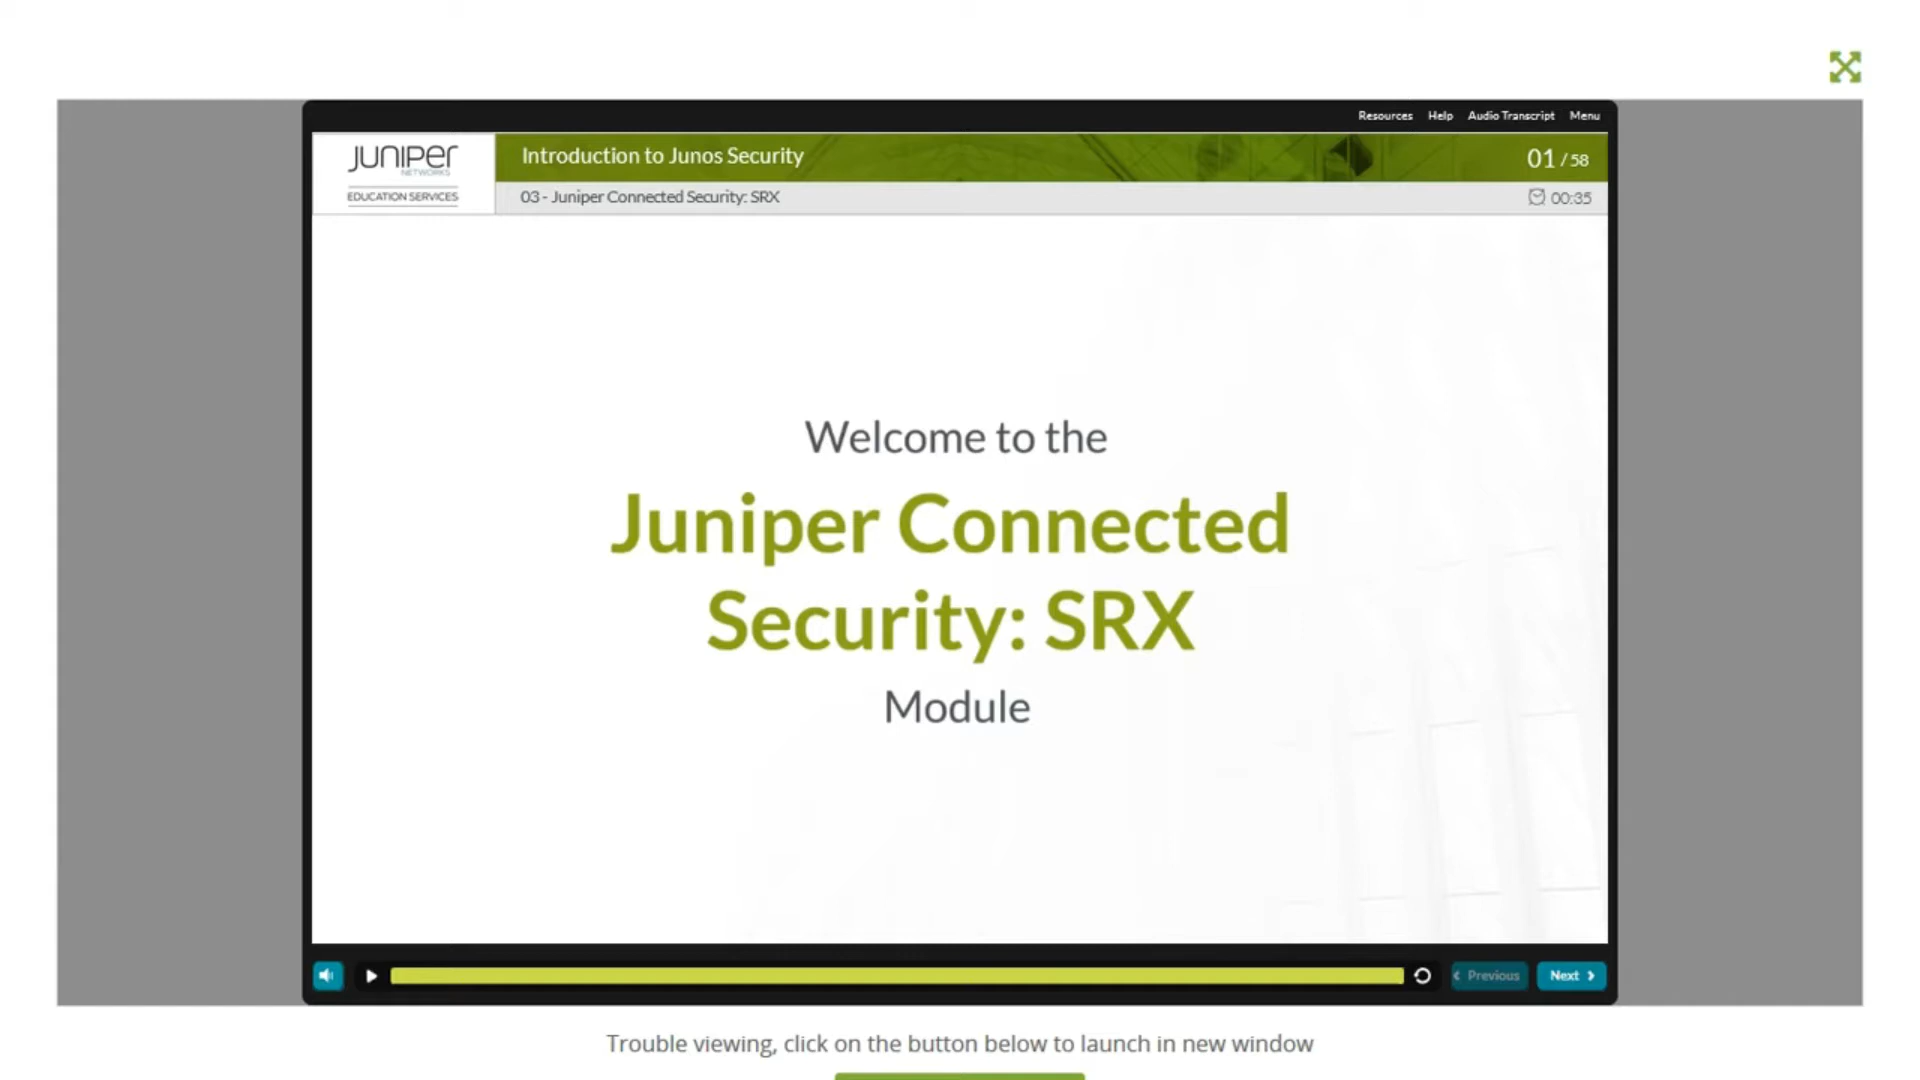 Resources Help Audio Transcript Menu
JUNIPEr
NETWORKS
EDUCATION SERVICES
Introduction to Junos Security
01 / 58
03 - Juniper Connected Security: SRX
00:35
Welcome to the
Juniper Connected
Security: SRX
Module
Previous
Next
Trouble viewing, click on the button below to launch in new window